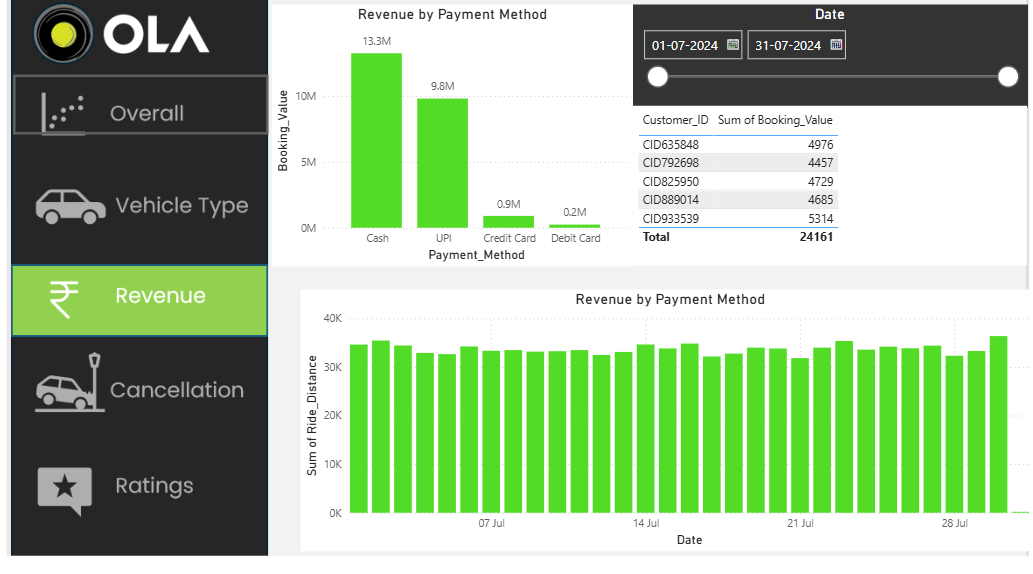 OLA
Overall
Vehicle Type
Revenue
Cancellation
Ratings
Revenue by Payment Method
Booking_Value
10M
5M
0M
13.3M
9.8M
0.9M
0.2M
Cash UPI Credit Card Debit Card
Payment_Method
Date
01-07-2024 31-07-2024
Customer_ID Sum of Booking_Value
CID635848 4976
CID792698 4457
CID825950 4729
CID889014 4685
CID933539 5314
Total 24161
Revenue by Payment Method
Sum of Ride_Distance
40K
30K
20K
10K
0K
07 Jul 14 Jul 21 Jul 28 Jul
Date